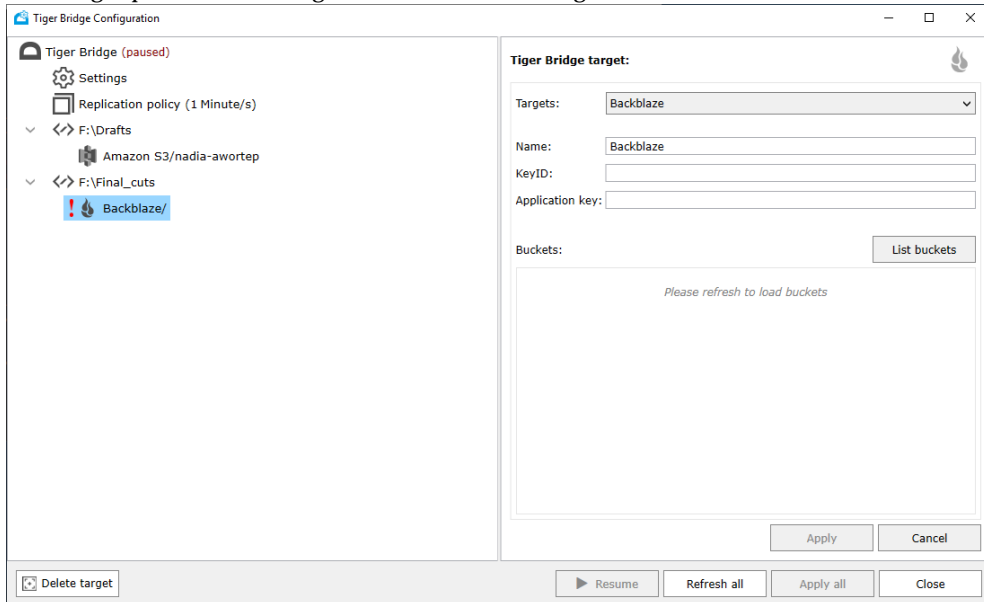 Tiger Bridge Configuration
Tiger Bridge (paused)
Settings
Replication policy (1 Minute/s)
F:\Drafts
Amazon S3/nadia-awortep
F:\Final_cuts
! Backblaze/
Tiger Bridge target:
Targets: Backblaze
Name: Backblaze
KeyID:
Application key:
Buckets: List buckets
Please refresh to load buckets
Apply Cancel
Delete target Resume Refresh all Apply all Close